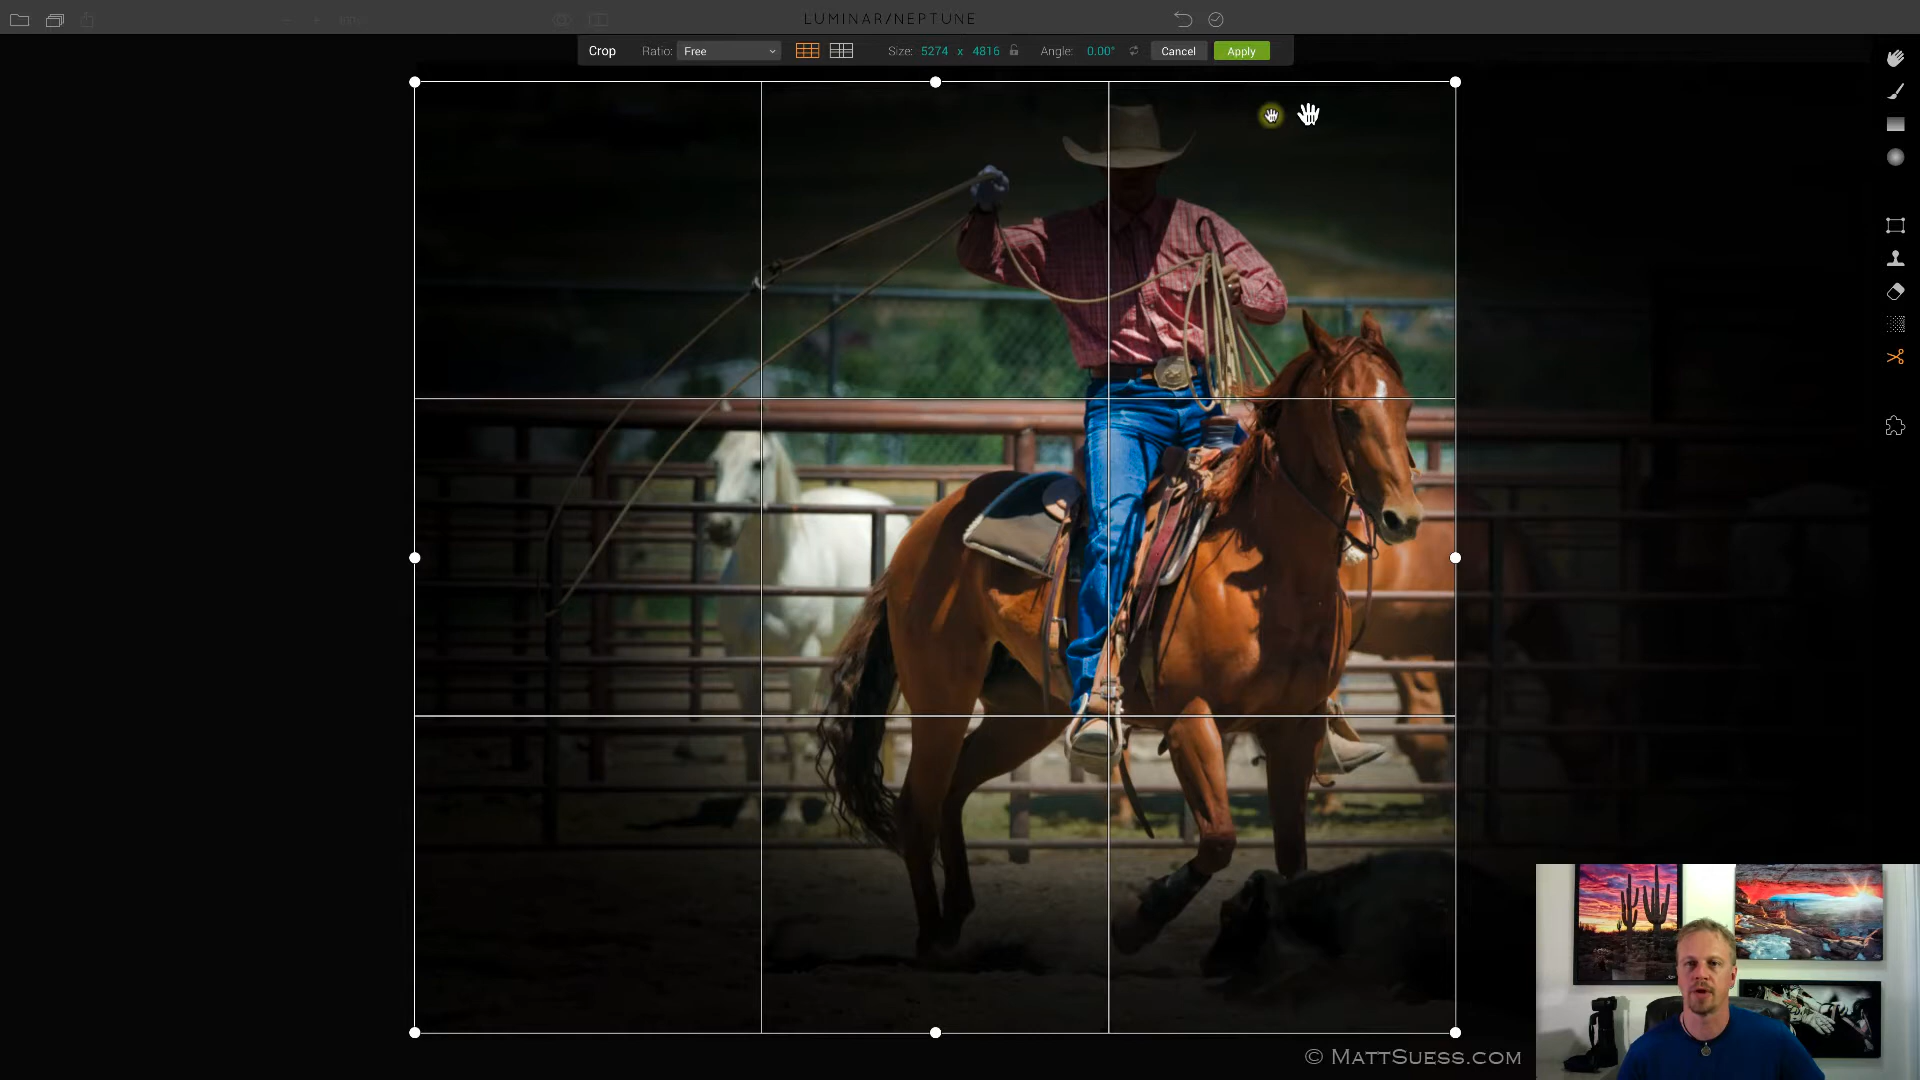 LUMINAR/NEPTUNE
Crop Ratio: Free Size: 5274 x 4816 Angle: 0.00° Cancel Apply
© MattSuess.com